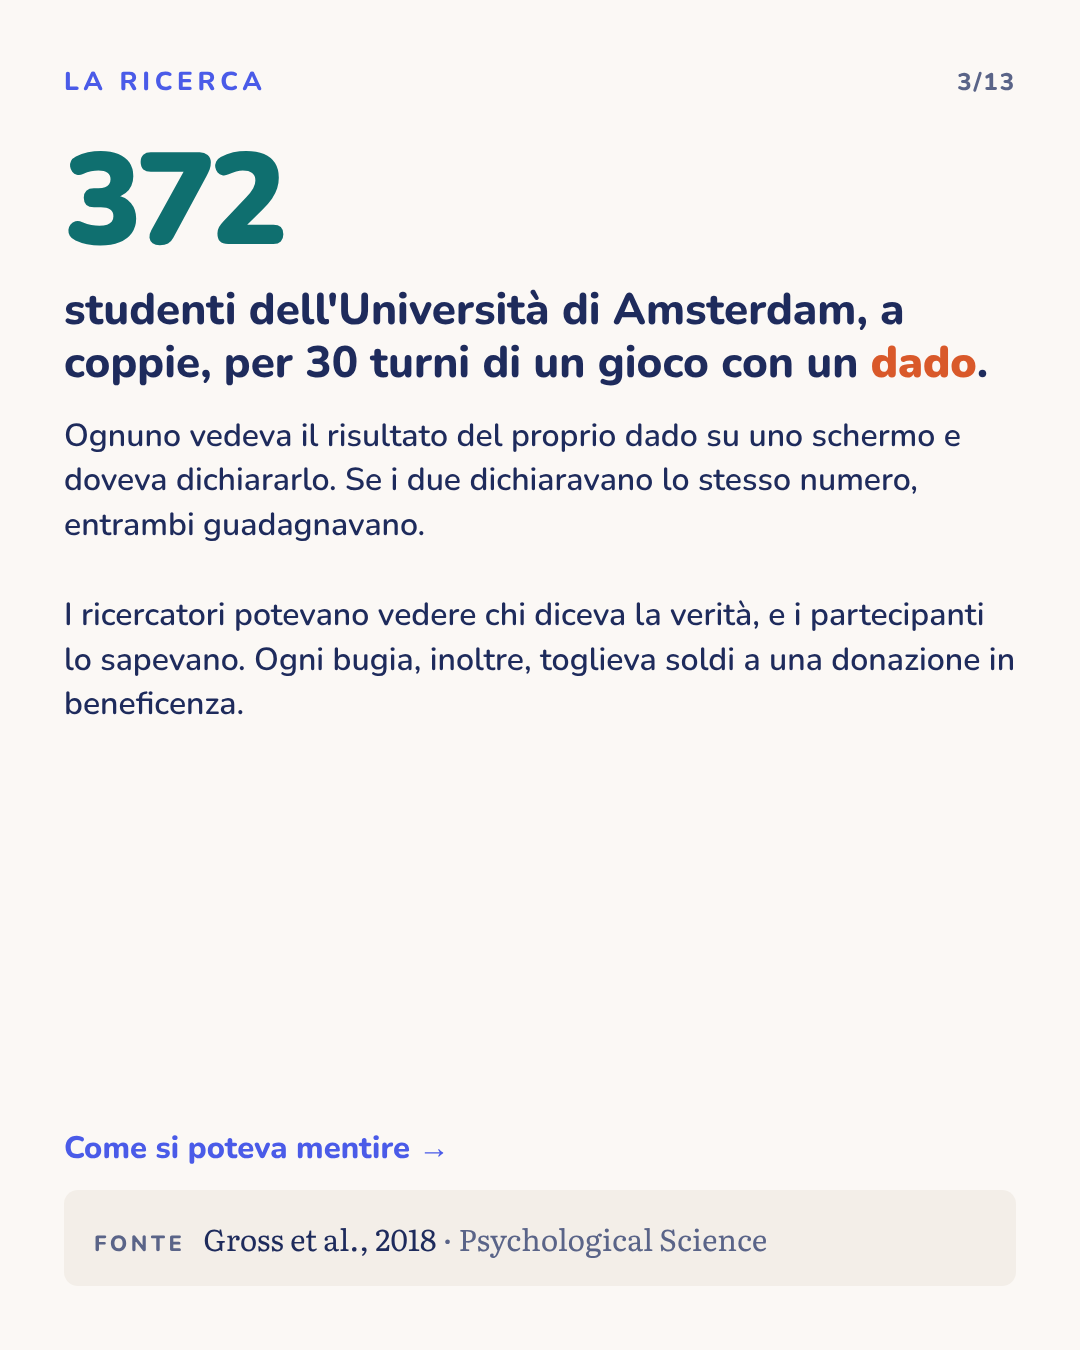 LA RICERCA
3/13
372
studenti dell'Università di Amsterdam, a
coppie, per 30 turni di un gioco con un dado.
Ognuno vedeva il risultato del proprio dado su uno schermo e
doveva dichiararlo. Se i due dichiaravano lo stesso numero,
entrambi guadagnavano.
I ricercatori potevano vedere chi diceva la verità, e i partecipanti
lo sapevano. Ogni bugia, inoltre, toglieva soldi a una donazione in
beneficenza.
Come si poteva mentire →
FONTE Gross et al., 2018 · Psychological Science